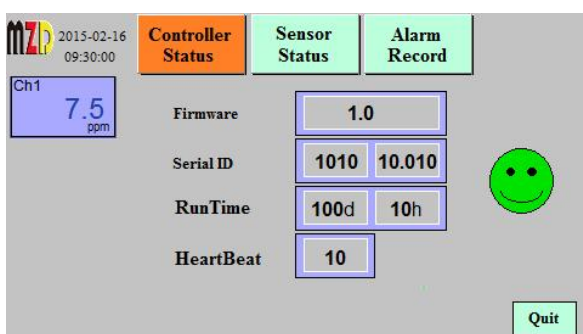 MZD 2015-02-16
09:30:00
Controller
Status
Sensor
Status
Alarm
Record
Ch1
7.5
ppm
Firmware 1.0
Serial ID 1010 10.010
RunTime 100d 10h
HeartBeat 10
Quit